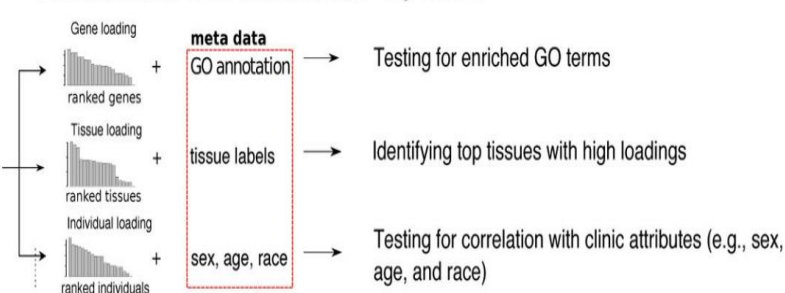 Gene loading
meta data
+ GO annotation
Testing for enriched GO terms
ranked genes
Tissue loading
+ tissue labels
Identifying top tissues with high loadings
ranked tissues
Individual loading
+ sex, age, race
Testing for correlation with clinic attributes (e.g., sex,
age, and race)
ranked individuals